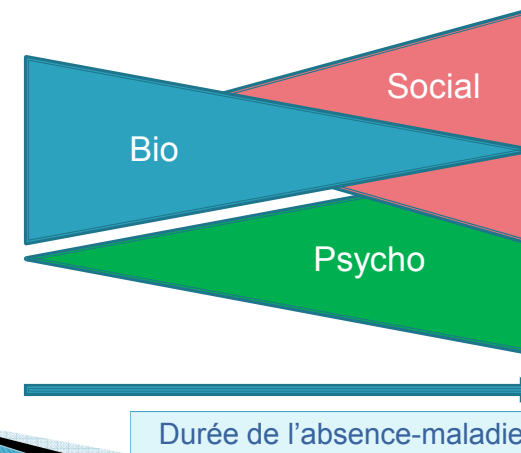 Social
Bio
Psycho
Durée de l’absence-maladie